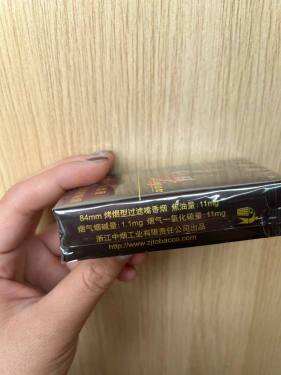 84mm 烤烟型过滤嘴香烟 焦油量:11mg
烟气烟碱量:1.1mg 烟气一氧化碳量:11mg
浙江中烟工业有限责任公司出品
http://www.zjtobacco.com